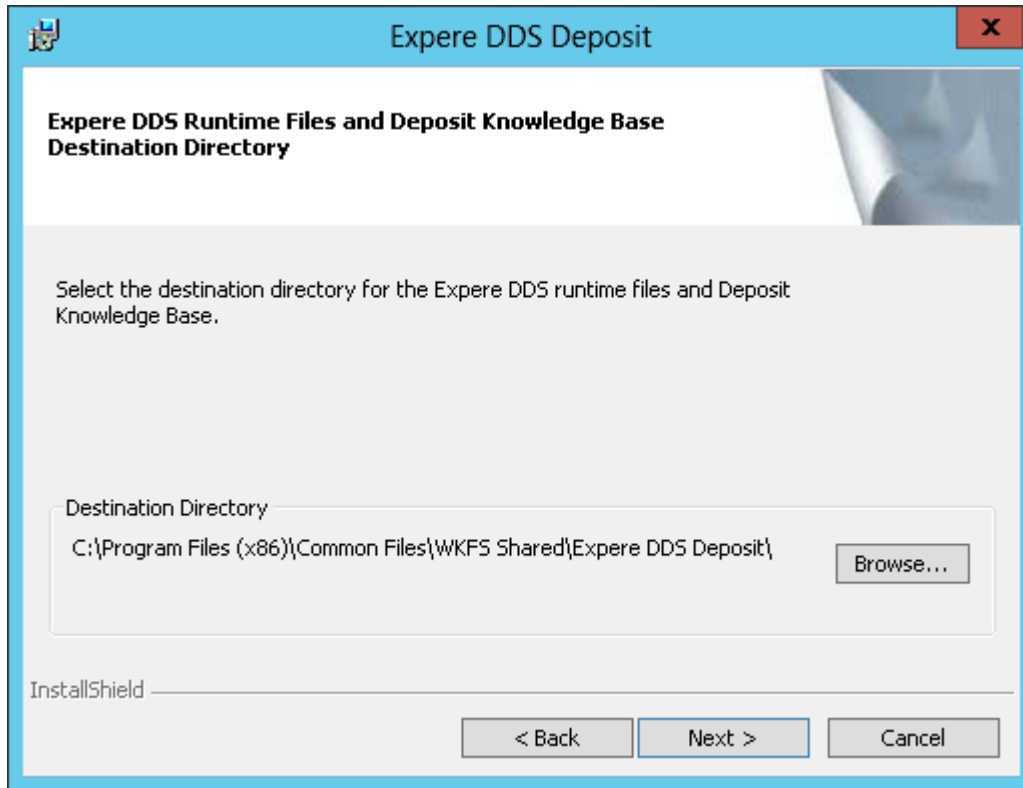 Expere DDS Deposit
x
Expere DDS Runtime Files and Deposit Knowledge Base
Destination Directory
Select the destination directory for the Expere DDS runtime files and Deposit
Knowledge Base.
Destination Directory
C:\Program Files (x86)\Common Files\WKFS Shared\Expere DDS Deposit\
Browse...
InstallShield
< Back
Next >
Cancel